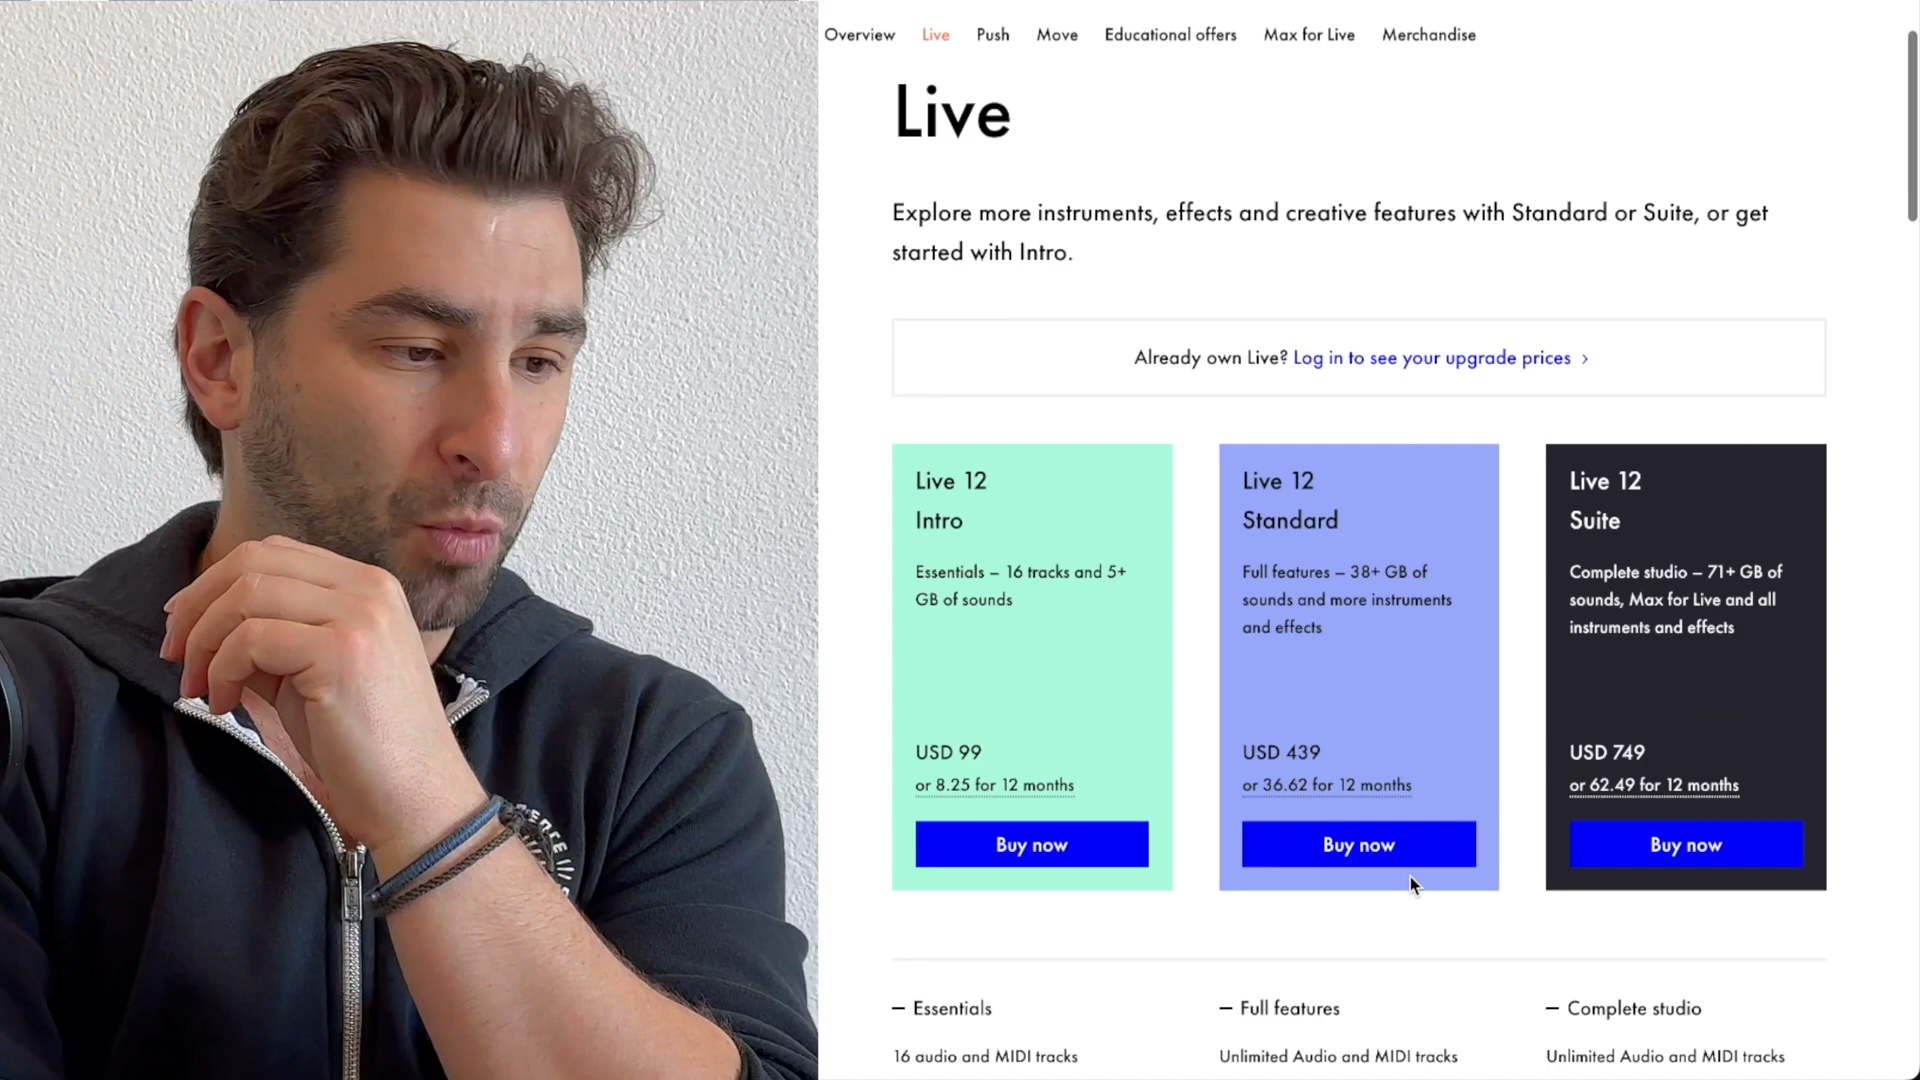 Overview Live Push Move Educational offers Max for Live Merchandise
Live
Explore more instruments, effects and creative features with Standard or Suite, or get
started with Intro.
Already own Live? Log in to see your upgrade prices ›
Live 12
Intro
Essentials – 16 tracks and 5+
GB of sounds
USD 99
or 8.25 for 12 months
Buy now
Live 12
Standard
Full features – 38+ GB of
sounds and more instruments
and effects
USD 439
or 36.62 for 12 months
Buy now
Live 12
Suite
Complete studio – 71+ GB of
sounds, Max for Live and all
instruments and effects
USD 749
or 62.49 for 12 months
Buy now
– Essentials
16 audio and MIDI tracks
– Full features
Unlimited Audio and MIDI tracks
– Complete studio
Unlimited Audio and MIDI tracks